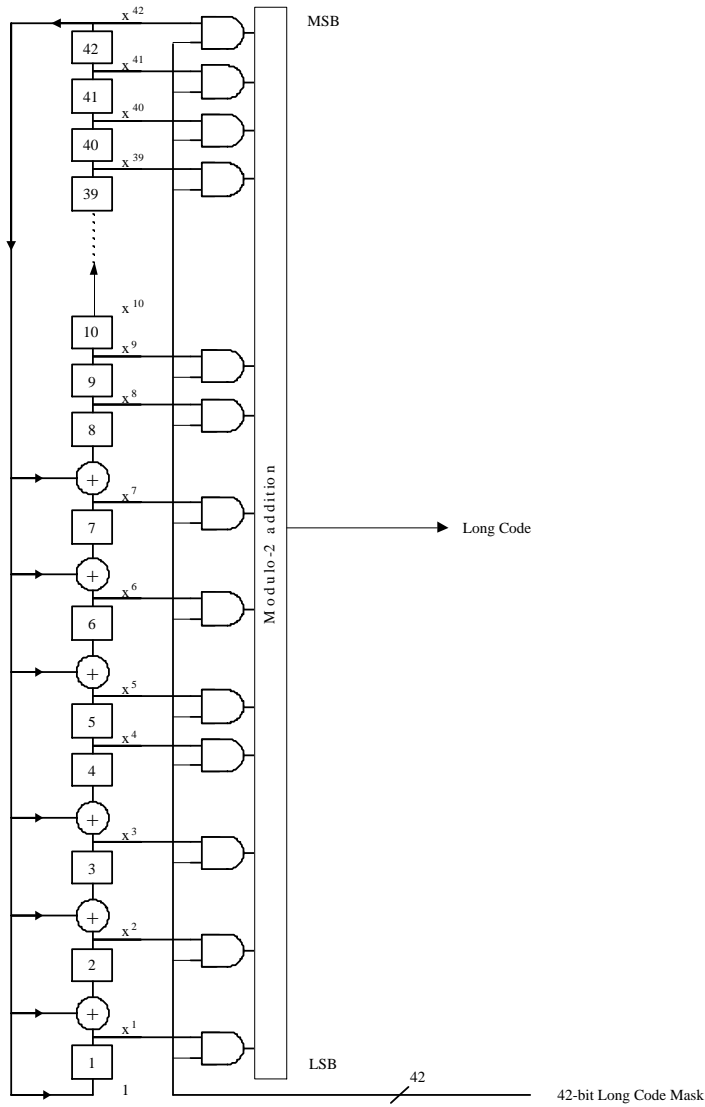 x 42
MSB
42
x 41
41
x 40
40
x 39
39
x 10
10
x 9
9
x 8
8
+
x 7
7
Modulo-2 addition
Long Code
+
x 6
6
+
x 5
5
x 4
4
+
x 3
3
+
x 2
2
+
x 1
1
LSB
1
42
42-bit Long Code Mask